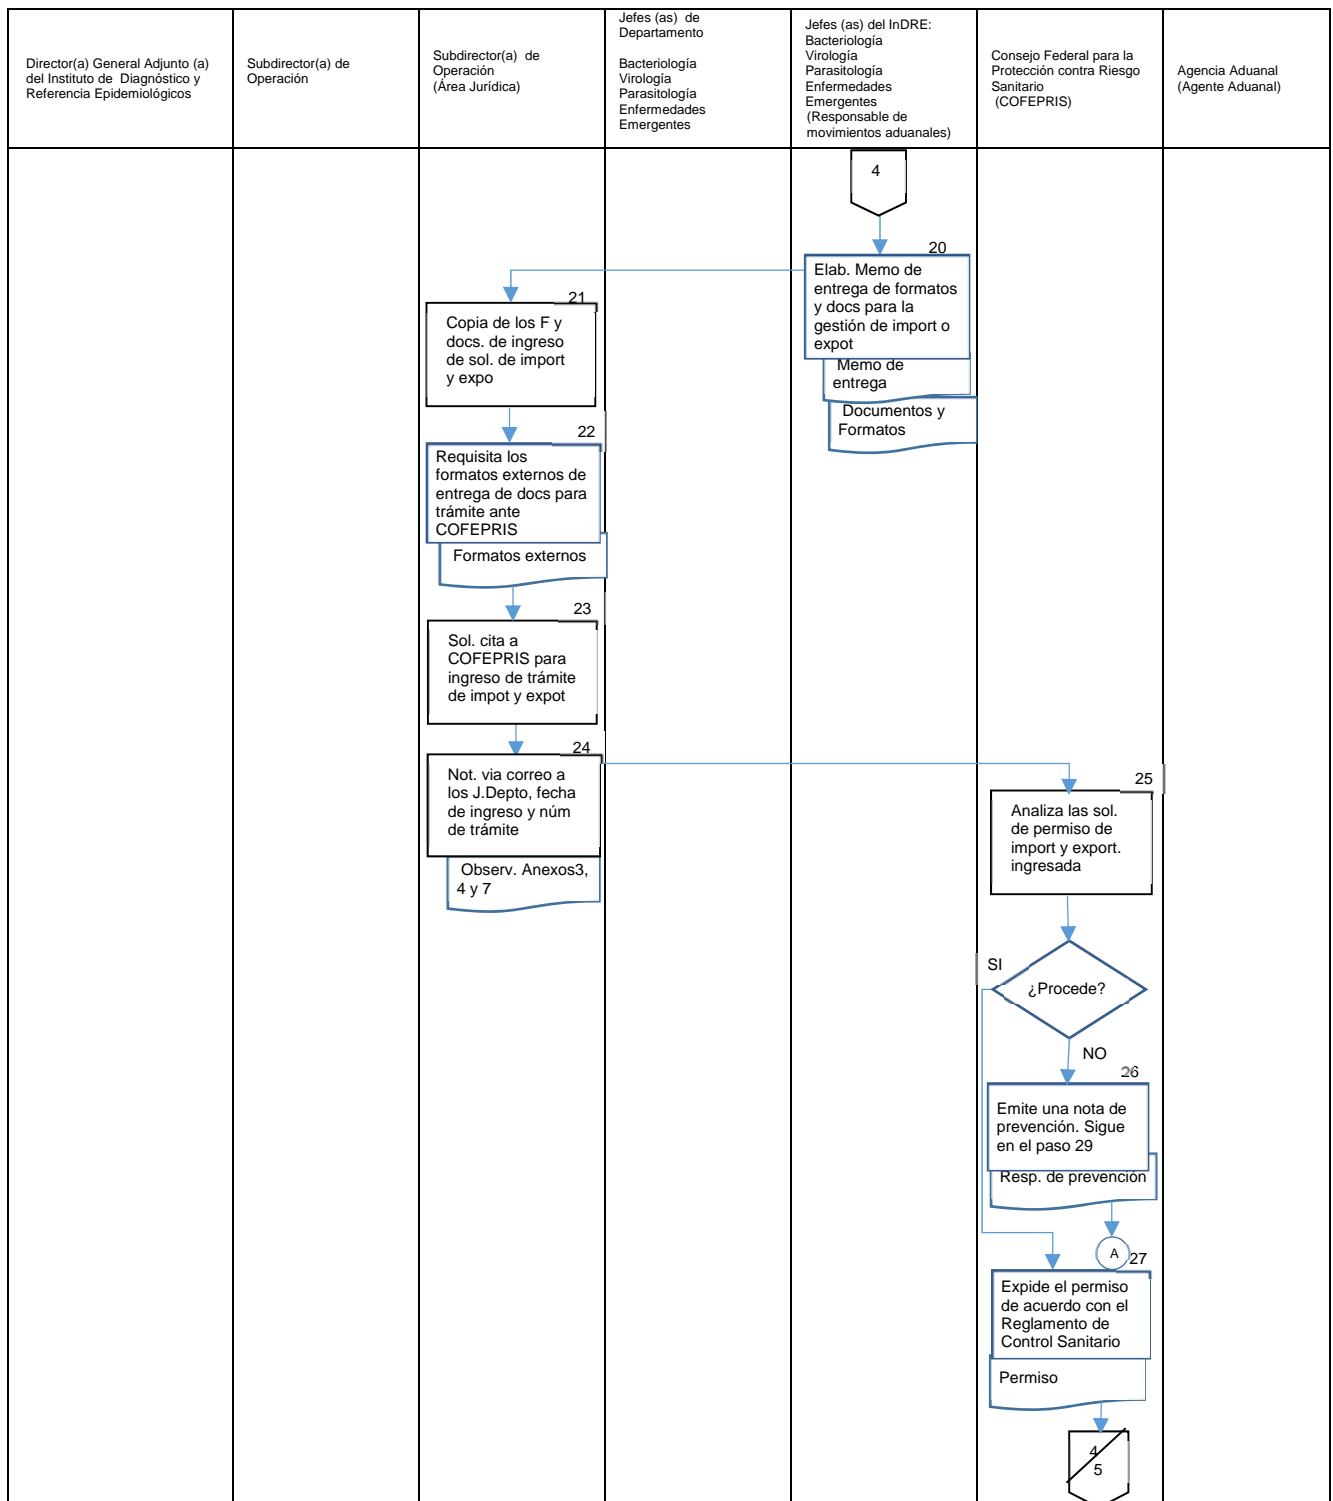 Director(a) General Adjunto (a)
del Instituto de Diagnóstico y
Referencia Epidemiológicos
Subdirector(a) de
Operación
Subdirector(a) de
Operación
(Área Jurídica)
Jefes (as) de
Departamento
Bacteriología
Virología
Parasitología
Enfermedades
Emergentes
Jefes (as) del InDRE:
Bacteriología
Virología
Parasitología
Enfermedades
Emergentes
(Responsable de
movimientos aduanales)
Consejo Federal para la
Protección contra Riesgo
Sanitario
(COFEPRIS)
Agencia Aduanal
(Agente Aduanal)
4
20
Elab. Memo de
entrega de formatos
y docs para la
gestión de import o
expot
Memo de
entrega
Documentos y
Formatos
21
Copia de los F y
docs. de ingreso
de sol. de import
y expo
22
Requisita los
formatos externos de
entrega de docs para
trámite ante
COFEPRIS
Formatos externos
23
Sol. cita a
COFEPRIS para
ingreso de trámite
de impot y expot
24
Not. via correo a
los J.Depto, fecha
de ingreso y núm
de trámite
Observ. Anexos3,
4 y 7
25
Analiza las sol.
de permiso de
import y export.
ingresada
SI
¿Procede?
NO
26
Emite una nota de
prevención. Sigue
en el paso 29
Resp. de prevención
A
27
Expide el permiso
de acuerdo con el
Reglamento de
Control Sanitario
Permiso
4
5